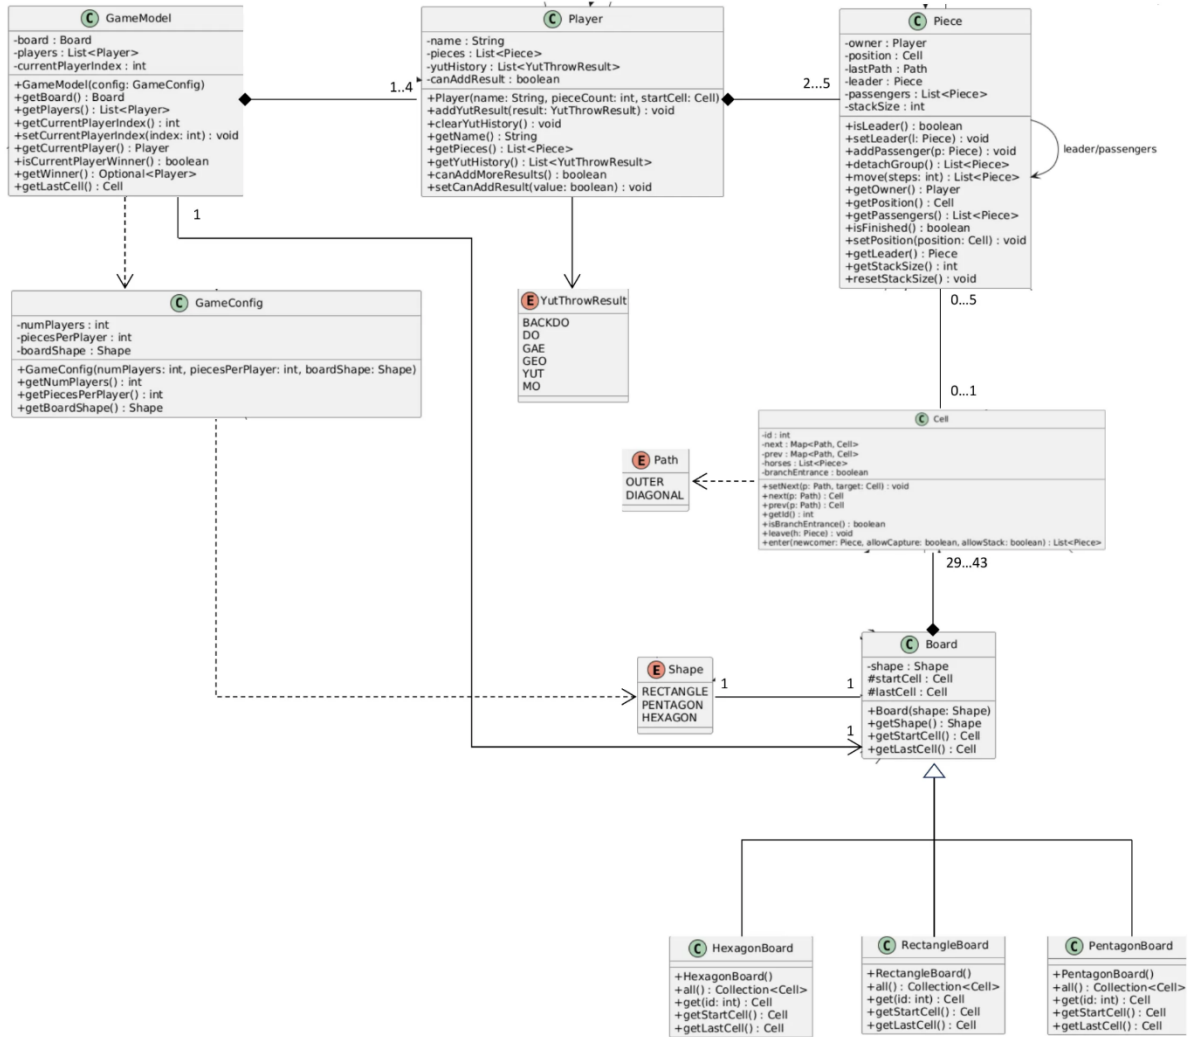 C GameModel
-board : Board
-players : List<Player>
-currentPlayerIndex : int
+GameModel(config: GameConfig)
+getBoard() : Board
+getPlayers() : List<Player>
+getCurrentPlayerIndex() : int
+setCurrentPlayerIndex(index: int) : void
+getCurrentPlayer() : Player
+isCurrentPlayerWinner() : boolean
+getWinner() : Optional<Player>
+getLastCell() : Cell
1..4
1
C Player
-name : String
-pieces : List<Piece>
-yutHistory : List<YutThrowResult>
-canAddResult : boolean
+Player(name: String, pieceCount: int, startCell: Cell)
+addYutResult(result: YutThrowResult) : void
+clearYutHistory() : void
+getName() : String
+getPieces() : List<Piece>
+getYutHistory() : List<YutThrowResult>
+canAddMoreResults() : boolean
+setCanAddResult(value: boolean) : void
2...5
C Piece
-owner : Player
-position : Cell
-lastPath : Path
-leader : Piece
-passengers : List<Piece>
-stackSize : int
+isLeader() : boolean
+setLeader(l: Piece) : void
+addPassenger(p: Piece) : void
+detachGroup() : List<Piece>
+move(steps: int) : List<Piece>
+getOwner() : Player
+getPosition() : Cell
+getPassengers() : List<Piece>
+isFinished() : boolean
+setPosition(position: Cell) : void
+getLeader() : Piece
+getStackSize() : int
+resetStackSize() : void
leader/passengers
0...5
0...1
C GameConfig
-numPlayers : int
-piecesPerPlayer : int
-boardShape : Shape
+GameConfig(numPlayers: int, piecesPerPlayer: int, boardShape: Shape)
+getNumPlayers() : int
+getPiecesPerPlayer() : int
+getBoardShape() : Shape
E YutThrowResult
BACKDO
DO
GAE
GEO
YUT
MO
E Path
OUTER
DIAGONAL
C Cell
-id : int
-next : Map<Path, Cell>
-prev : Map<Path, Cell>
-horses : List<Piece>
-branchEntrance : boolean
+setNext(p: Path, target: Cell) : void
+next(p: Path) : Cell
+prev(p: Path) : Cell
+getId() : int
+isBranchEntrance() : boolean
+leave(h: Piece) : void
+enter(newcomer: Piece, allowCapture: boolean, allowStack: boolean) : List<Piece>
29...43
E Shape
RECTANGLE
PENTAGON
HEXAGON
1
1
1
C Board
-shape : Shape
#startCell : Cell
#lastCell : Cell
+Board(shape: Shape)
+getShape() : Shape
+getStartCell() : Cell
+getLastCell() : Cell
C HexagonBoard
+HexagonBoard()
+all() : Collection<Cell>
+get(id: int) : Cell
+getStartCell() : Cell
+getLastCell() : Cell
C RectangleBoard
+RectangleBoard()
+all() : Collection<Cell>
+get(id: int) : Cell
+getStartCell() : Cell
+getLastCell() : Cell
C PentagonBoard
+PentagonBoard()
+all() : Collection<Cell>
+get(id: int) : Cell
+getStartCell() : Cell
+getLastCell() : Cell